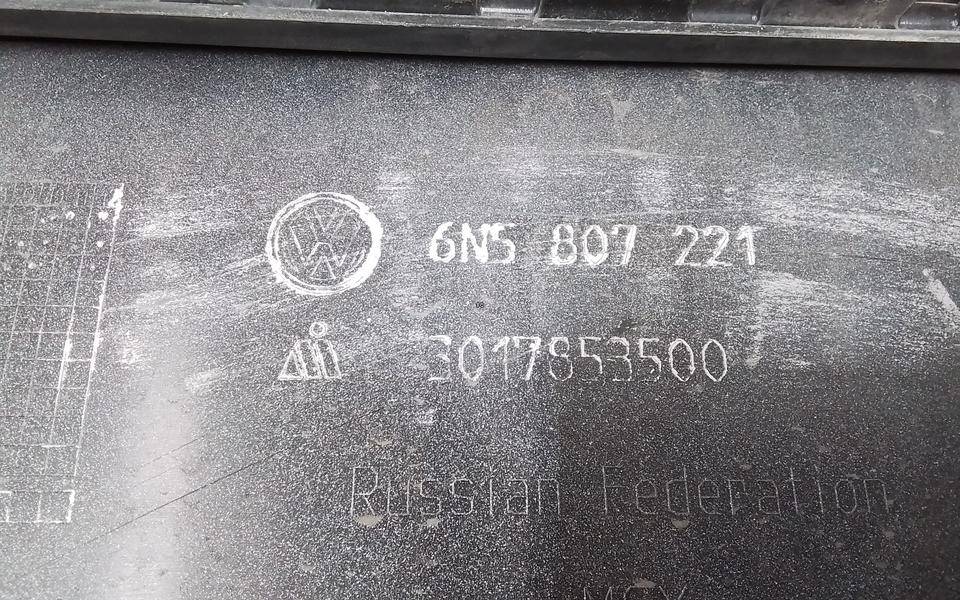 6N5 807 221
3017853500
Russian Federation